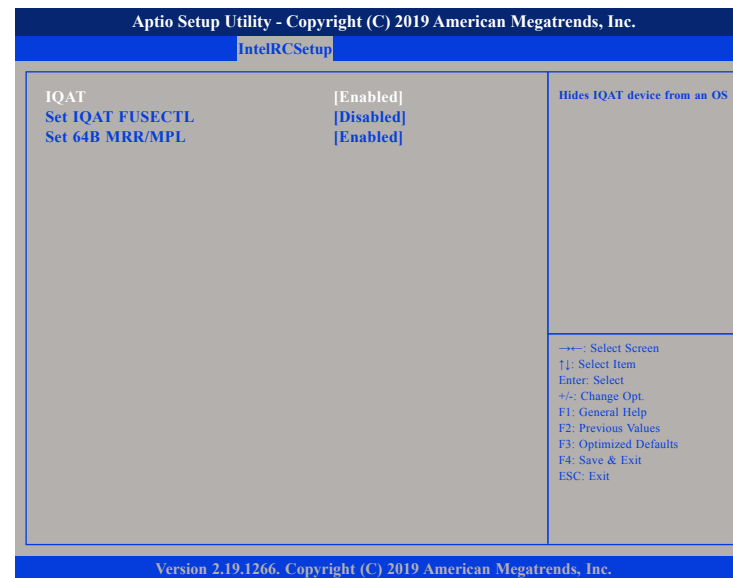 Aptio Setup Utility - Copyright (C) 2019 American Megatrends, Inc.
IntelRCSetup
IQAT [Enabled]
Set IQAT FUSECTL [Disabled]
Set 64B MRR/MPL [Enabled]
Hides IQAT device from an OS
→←: Select Screen
↑↓: Select Item
Enter: Select
+/-: Change Opt.
F1: General Help
F2: Previous Values
F3: Optimized Defaults
F4: Save & Exit
ESC: Exit
Version 2.19.1266. Copyright (C) 2019 American Megatrends, Inc.